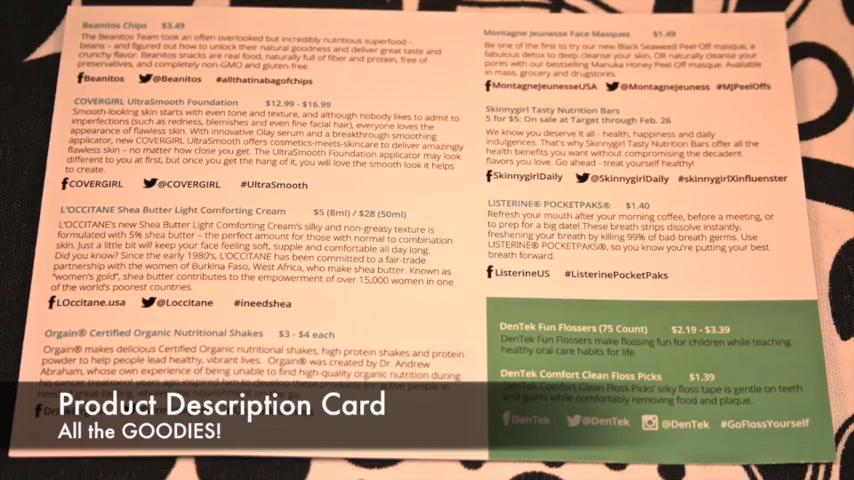 Beanitos Chips $3.49
The Beanitos Team took an often overlooked but incredibly nutritious superfood -
beans - and figured out how to unlock their natural goodness and deliver great taste and
crunchy flavor. Beanitos snacks are real food, naturally full of fiber and protein, free of
preservatives, and completely non-GMO and gluten-free.
Beanitos @Beanitos #allthatinabagofchips
COVERGIRL UltraSmooth Foundation $12.99 - $16.99
Smooth-looking skin starts with even tone and texture, and although nobody likes to admit to
imperfections (such as redness, blemishes and even fine facial hair), everyone loves the
appearance of flawless skin. With innovative Olay serum and a breakthrough smoothing
applicator, new COVERGIRL UltraSmooth offers cosmetics-meets-skincare to deliver amazingly
flawless skin – no matter how close you get. The UltraSmooth Foundation applicator may look
different to you at first, but once you get the hang of it, you will love the smooth look it helps
to create.
COVERGIRL @COVERGIRL #UltraSmooth
L'OCCITANE Shea Butter Light Comforting Cream $5 (8ml) / $28 (50ml)
L'OCCITANE's new Shea Butter Light Comforting Cream's silky and non-greasy texture is
formulated with 5% shea butter – the perfect amount for those with normal to combination
skin. Just a little bit will keep your face feeling soft, supple and comfortable all day long.
Did you know? Since the early 1980's, L'OCCITANE has been committed to a fair-trade
partnership with the women of Burkina Faso, West Africa, who make shea butter. Known as
"women's gold", shea butter contributes to the empowerment of over 15,000 women in one
of the world's poorest countries.
LOccitane.usa @Loccitane #ineedshea
Orgain® Certified Organic Nutritional Shakes $3 - $4 each
Orgain® makes delicious Certified Organic nutritional shakes, high protein shakes and protein
powder to help people lead healthy, vibrant lives. Orgain® was created by Dr. Andrew
Abraham, whose own experience of being unable to find high-quality organic nutrition during
Montagne Jeunesse Face Masques $1.49
Be one of the first to try our new Black Seaweed Peel Off masque, a
fabulous detox to deep cleanse your skin, OR naturally cleanse your
pores with our bestselling Manuka Honey Peel Off masque. Available
in mass, grocery and drugstores.
MontagneJeunesseUSA @MontagneJeuness #MJPeelOffs
Skinnygirl Tasty Nutrition Bars
5 for $5: On sale at Target through Feb. 26
We know you deserve it all - health, happiness and daily
indulgences. That's why Skinnygirl Tasty Nutrition Bars offer all the
health benefits you want without compromising the decadent
flavors you love. Go ahead - treat yourself healthy!
SkinnygirlDaily @SkinnygirlDaily #skinnygirlXinfluenster
LISTERINE® POCKETPAKS® $1.40
Refresh your mouth after your morning coffee, before a meeting, or
to prep for a big date! These breath strips dissolve instantly,
freshening your breath by killing 99% of bad-breath germs. Use
LISTERINE® POCKETPAKS®, so you know you're putting your best
breath forward.
ListerineUS #ListerinePocketPaks
DenTek Fun Flossers (75 Count) $2.19 - $3.39
DenTek Fun Flossers make flossing fun for children while teaching
healthy oral care habits for life.
DenTek Comfort Clean Floss Picks $1.39
DenTek Comfort Clean Floss Picks' silky floss tape is gentle on teeth
and gums while comfortably removing food and plaque.
DenTek @DenTek @DenTek #GoFlossYourself
Product Description Card
All the GOODIES!